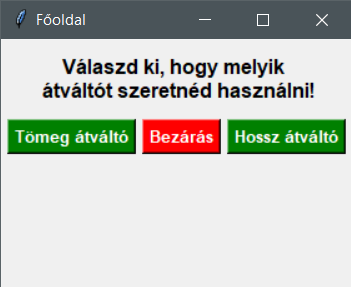 Főoldal
Válaszd ki, hogy melyik
átváltót szeretnéd használni!
Tömeg átváltó Bezárás Hossz átváltó